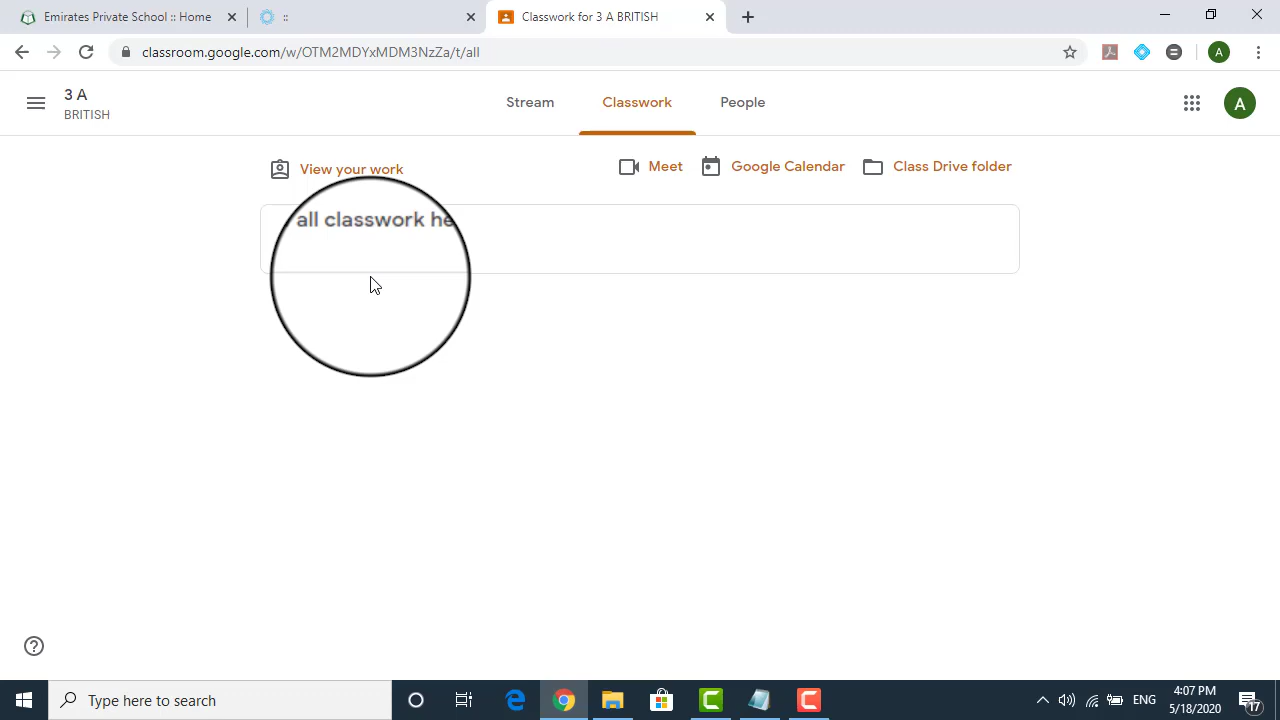 Emirates Private School :: Home
::
Classwork for 3 A BRITISH
classroom.google.com/w/OTM2MDYxMDM3NzZa/t/all
A
3 A
BRITISH
Stream
Classwork
People
A
View your work
Meet
Google Calendar
Class Drive folder
all classwork he
Type here to search
ENG
4:07 PM
5/18/2020
17